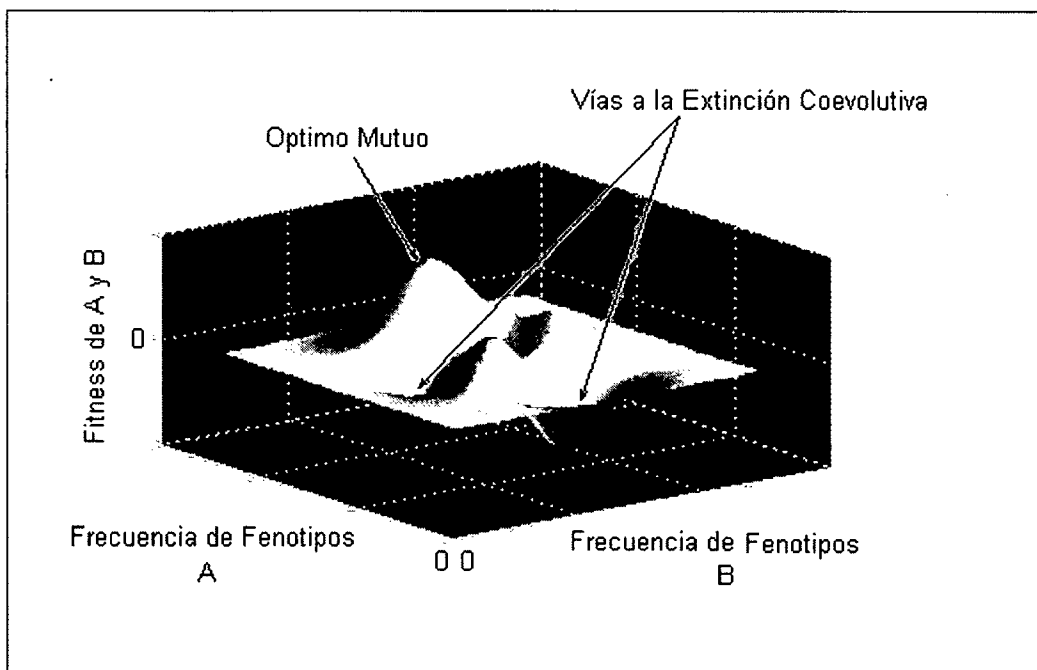 Vías a la Extinción Coevolutiva
Optimo Mutuo
Fitness de A y B
0
Frecuencia de Fenotipos
A
0 0
Frecuencia de Fenotipos
B